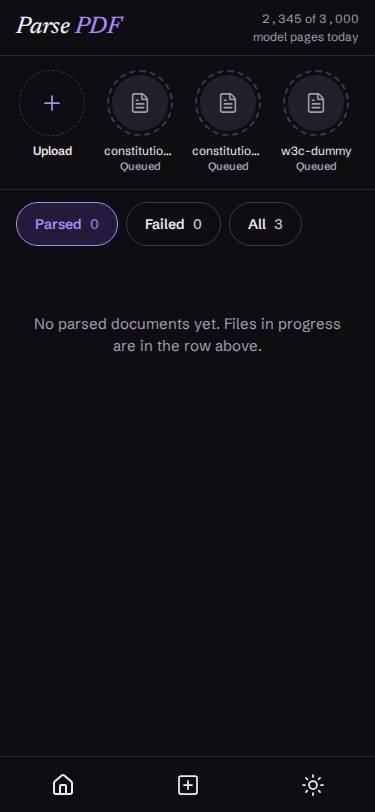 Parse PDF
2,345 of 3,000
model pages today
Upload
constitutio...
Queued
constitutio...
Queued
w3c-dummy
Queued
Parsed 0
Failed 0
All 3
No parsed documents yet. Files in progress
are in the row above.